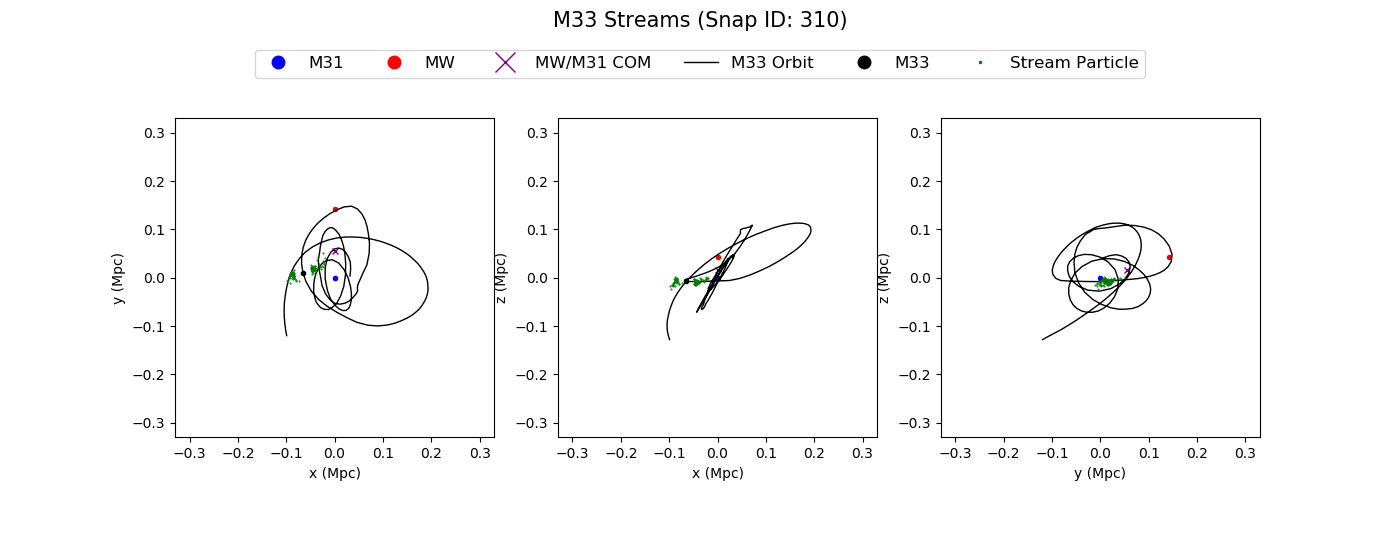 M33 Streams (Snap ID: 310)
M31 MW MW/M31 COM M33 Orbit M33 Stream Particle
0.3 0.3 0.3
0.2 0.2 0.2
0.1 0.1 0.1
y (Mpc) z (Mpc) z (Mpc)
0.0 0.0 0.0
−0.1 −0.1 −0.1
−0.2 −0.2 −0.2
−0.3 −0.3 −0.3
−0.3 −0.2 −0.1 0.0 0.1 0.2 0.3 −0.3 −0.2 −0.1 0.0 0.1 0.2 0.3 −0.3 −0.2 −0.1 0.0 0.1 0.2 0.3
x (Mpc) x (Mpc) y (Mpc)